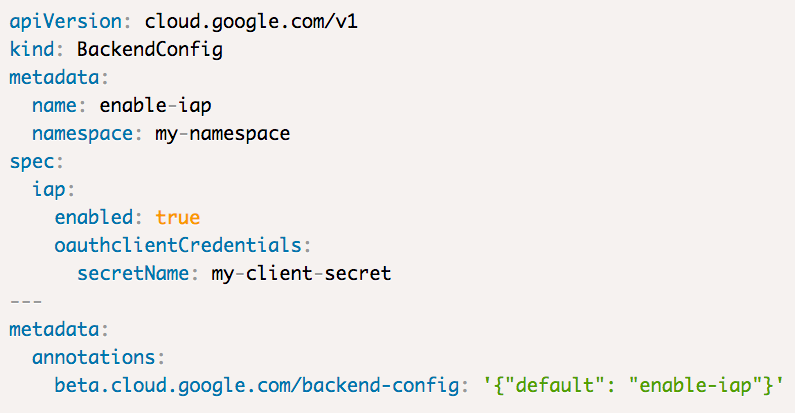 apiVersion: cloud.google.com/v1
kind: BackendConfig
metadata:
  name: enable-iap
  namespace: my-namespace
spec:
  iap:
    enabled: true
    oauthclientCredentials:
      secretName: my-client-secret
---
metadata:
  annotations:
    beta.cloud.google.com/backend-config: '{"default": "enable-iap"}'